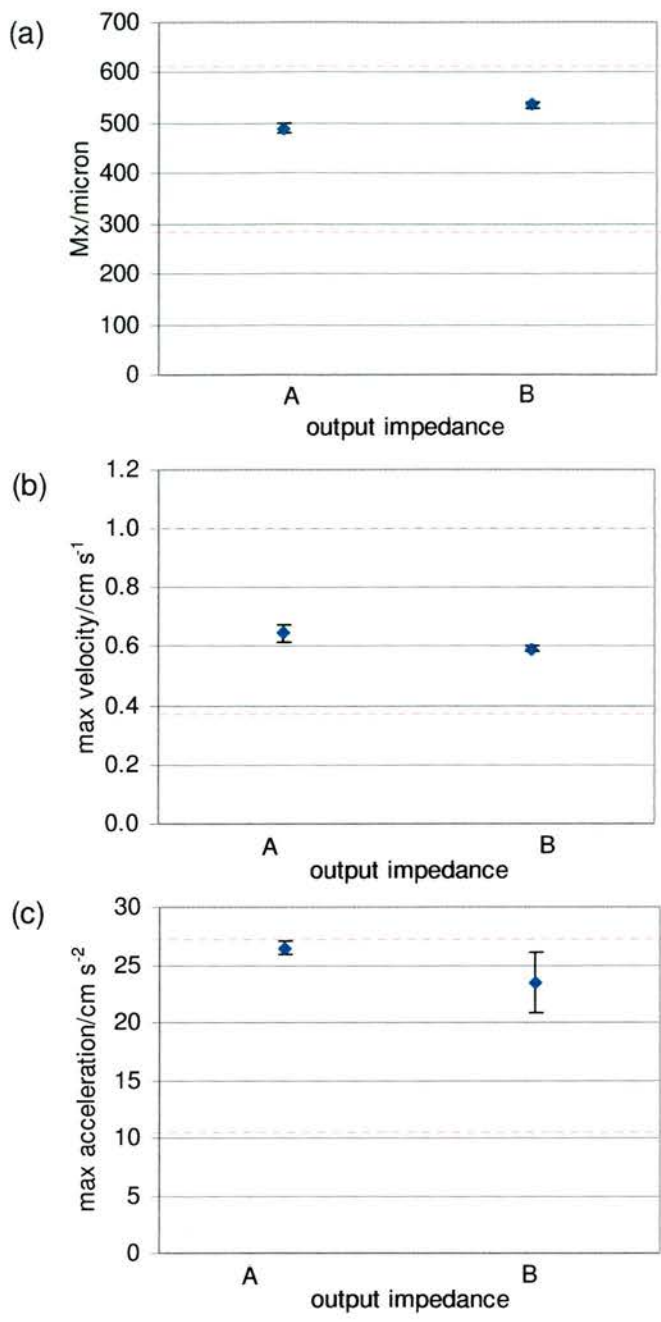 (a)
Mx/micron
700
600
500
400
300
200
100
0
A B
output impedance
(b)
max velocity/cm s⁻¹
1.2
1.0
0.8
0.6
0.4
0.2
0.0
A B
output impedance
(c)
max acceleration/cm s⁻²
30
25
20
15
10
5
0
A B
output impedance